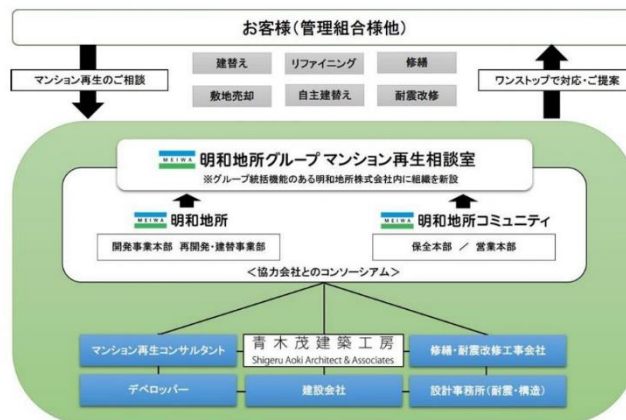 お客様（管理組合様他）
建替え
リファイニング
修繕
マンション再生のご相談
ワンストップで対応・ご提案
敷地売却
自主建替え
耐震改修
MEIWA 明和地所グループ マンション再生相談室
※グループ統括機能のある明和地所株式会社内に組織を新設
MEIWA 明和地所
MEIWA 明和地所コミュニティ
開発事業本部 再開発・建替事業部
保全本部 ／ 営業本部
＜協力会社とのコンソーシアム＞
マンション再生コンサルタント
青木茂建築工房
Shigeru Aoki Architect & Associates
修繕・耐震改修工事会社
デベロッパー
建設会社
設計事務所（耐震・構造）